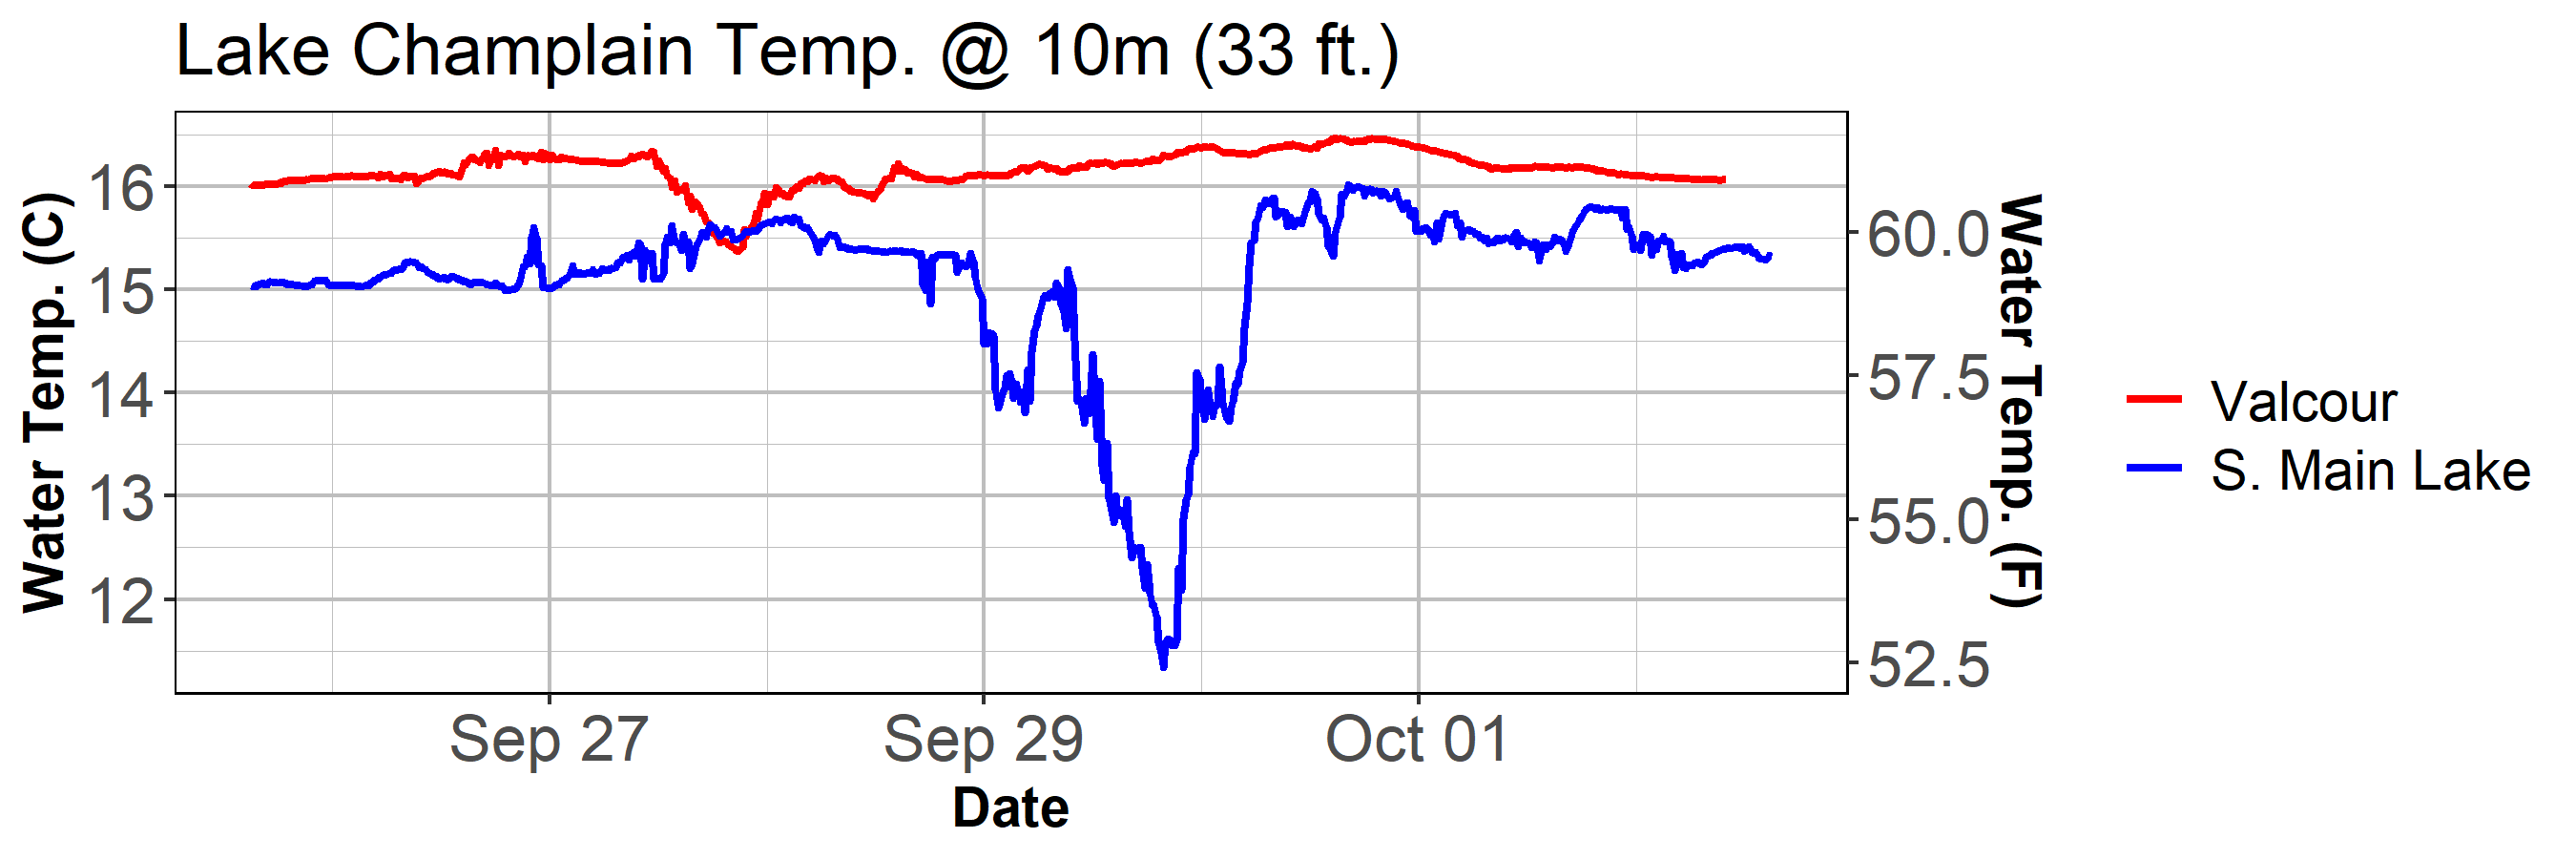 Lake Champlain Temp. @ 10m (33 ft.)
Water Temp. (C)
16
15
14
13
12
60.0
57.5
55.0
52.5
Water Temp. (F)
Sep 27
Sep 29
Oct 01
Date
Valcour
S. Main Lake